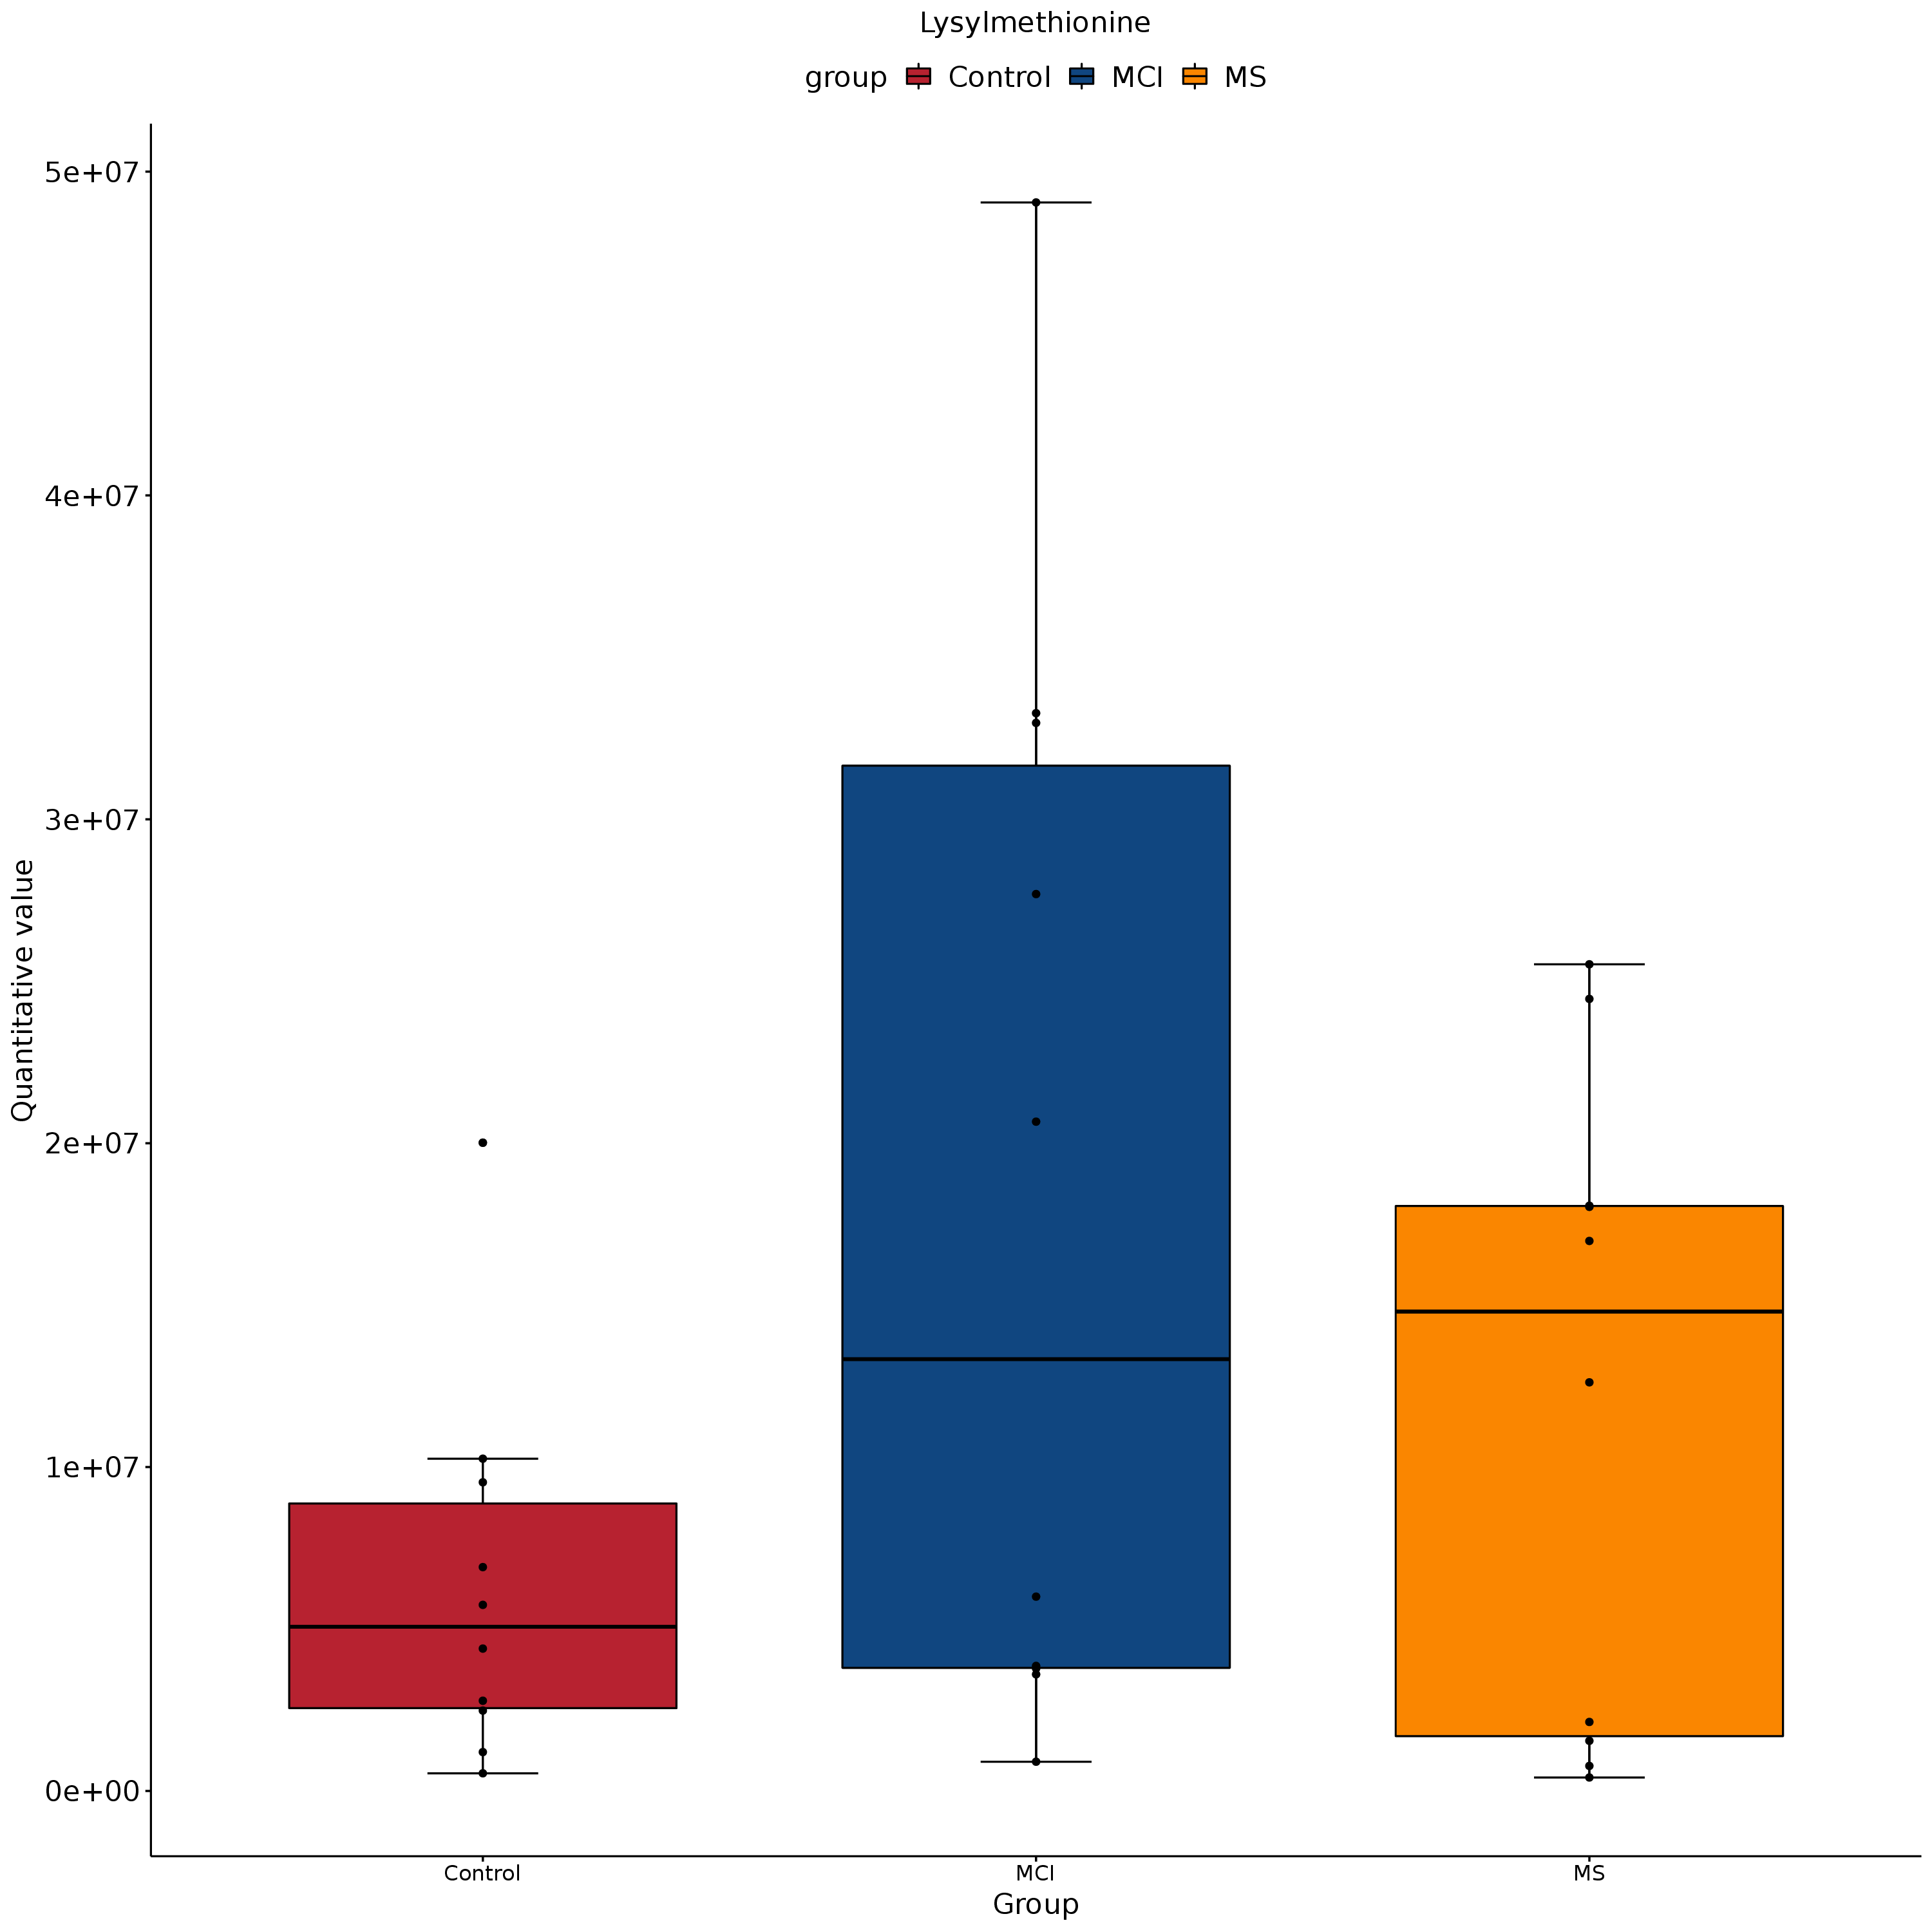 Lysylmethionine
group Control MCI MS
5e+07
4e+07
3e+07
2e+07
1e+07
0e+00
Quantitative value
Control MCI MS
Group